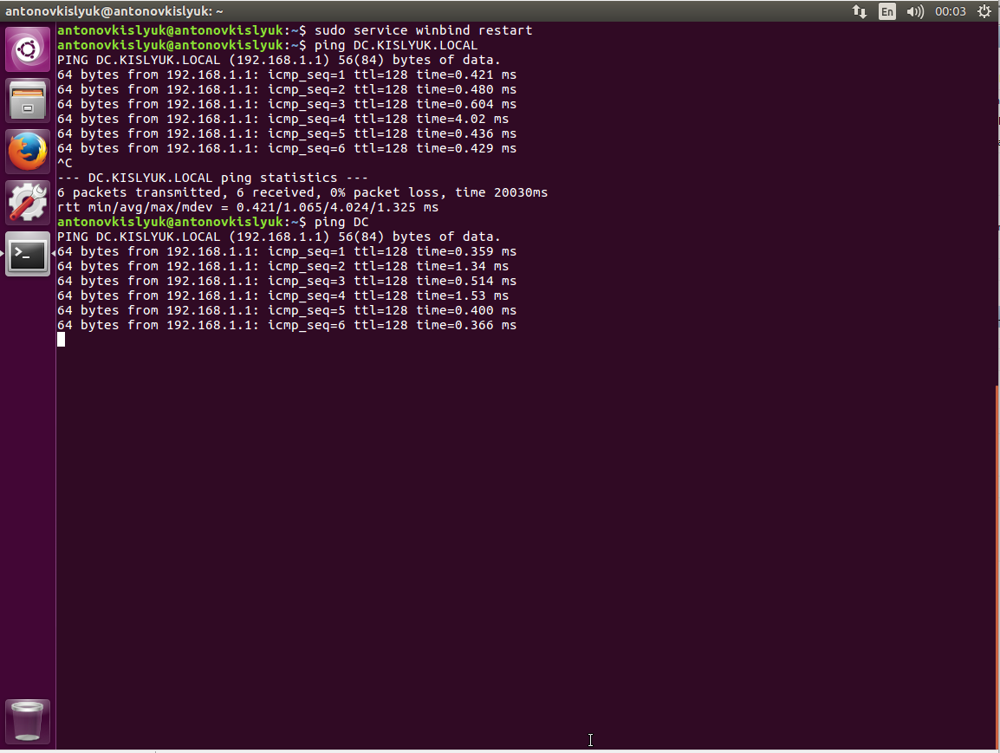 antonovkislyuk@antonovkislyuk: ~
En
00:03
antonovkislyuk@antonovkislyuk:~$ sudo service winbind restart
antonovkislyuk@antonovkislyuk:~$ ping DC.KISLYUK.LOCAL
PING DC.KISLYUK.LOCAL (192.168.1.1) 56(84) bytes of data.
64 bytes from 192.168.1.1: icmp_seq=1 ttl=128 time=0.421 ms
64 bytes from 192.168.1.1: icmp_seq=2 ttl=128 time=0.480 ms
64 bytes from 192.168.1.1: icmp_seq=3 ttl=128 time=0.604 ms
64 bytes from 192.168.1.1: icmp_seq=4 ttl=128 time=4.02 ms
64 bytes from 192.168.1.1: icmp_seq=5 ttl=128 time=0.436 ms
64 bytes from 192.168.1.1: icmp_seq=6 ttl=128 time=0.429 ms
^C
--- DC.KISLYUK.LOCAL ping statistics ---
6 packets transmitted, 6 received, 0% packet loss, time 20030ms
rtt min/avg/max/mdev = 0.421/1.065/4.024/1.325 ms
antonovkislyuk@antonovkislyuk:~$ ping DC
PING DC.KISLYUK.LOCAL (192.168.1.1) 56(84) bytes of data.
64 bytes from 192.168.1.1: icmp_seq=1 ttl=128 time=0.359 ms
64 bytes from 192.168.1.1: icmp_seq=2 ttl=128 time=1.34 ms
64 bytes from 192.168.1.1: icmp_seq=3 ttl=128 time=0.514 ms
64 bytes from 192.168.1.1: icmp_seq=4 ttl=128 time=1.53 ms
64 bytes from 192.168.1.1: icmp_seq=5 ttl=128 time=0.400 ms
64 bytes from 192.168.1.1: icmp_seq=6 ttl=128 time=0.366 ms